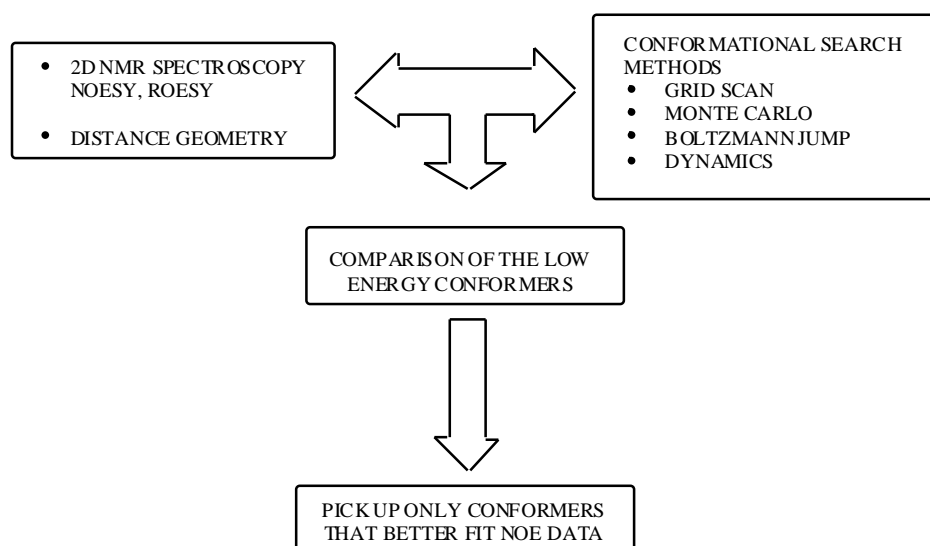 • 2D NMR SPECTROSCOPY
NOESY, ROESY
• DISTANCE GEOMETRY
CONFORMATIONAL SEARCH
METHODS
• GRID SCAN
• MONTE CARLO
• BOLTZMANN JUMP
• DYNAMICS
COMPARISON OF THE LOW
ENERGY CONFORMERS
PICK UP ONLY CONFORMERS
THAT BETTER FIT NOE DATA